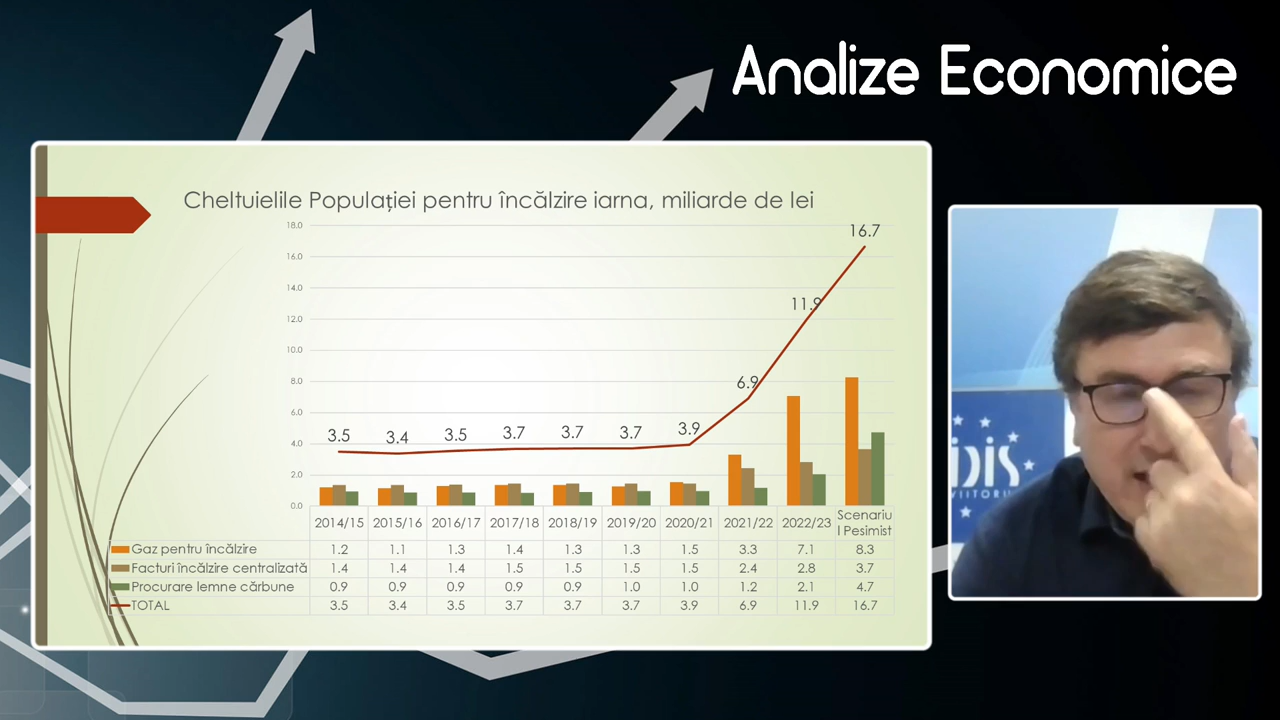 Analize Economice
Cheltuielile Populației pentru încălzire iarna, miliarde de lei
18.0
16.0
14.0
12.0
10.0
8.0
6.0
4.0
2.0
0.0
3.5 3.4 3.5 3.7 3.7 3.7 3.9 6.9 11.9 16.7
2014/15 2015/16 2016/17 2017/18 2018/19 2019/20 2020/21 2021/22 2022/23 Scenariu
l Pesimist
Gaz pentru încălzire 1.2 1.1 1.3 1.4 1.3 1.3 1.5 3.3 7.1 8.3
Facturi încălzire centralizată 1.4 1.4 1.4 1.5 1.5 1.5 1.5 2.4 2.8 3.7
Procurare lemne cărbune 0.9 0.9 0.9 0.9 0.9 1.0 1.0 1.2 2.1 4.7
TOTAL 3.5 3.4 3.5 3.7 3.7 3.7 3.9 6.9 11.9 16.7
IDIS
VIITORU